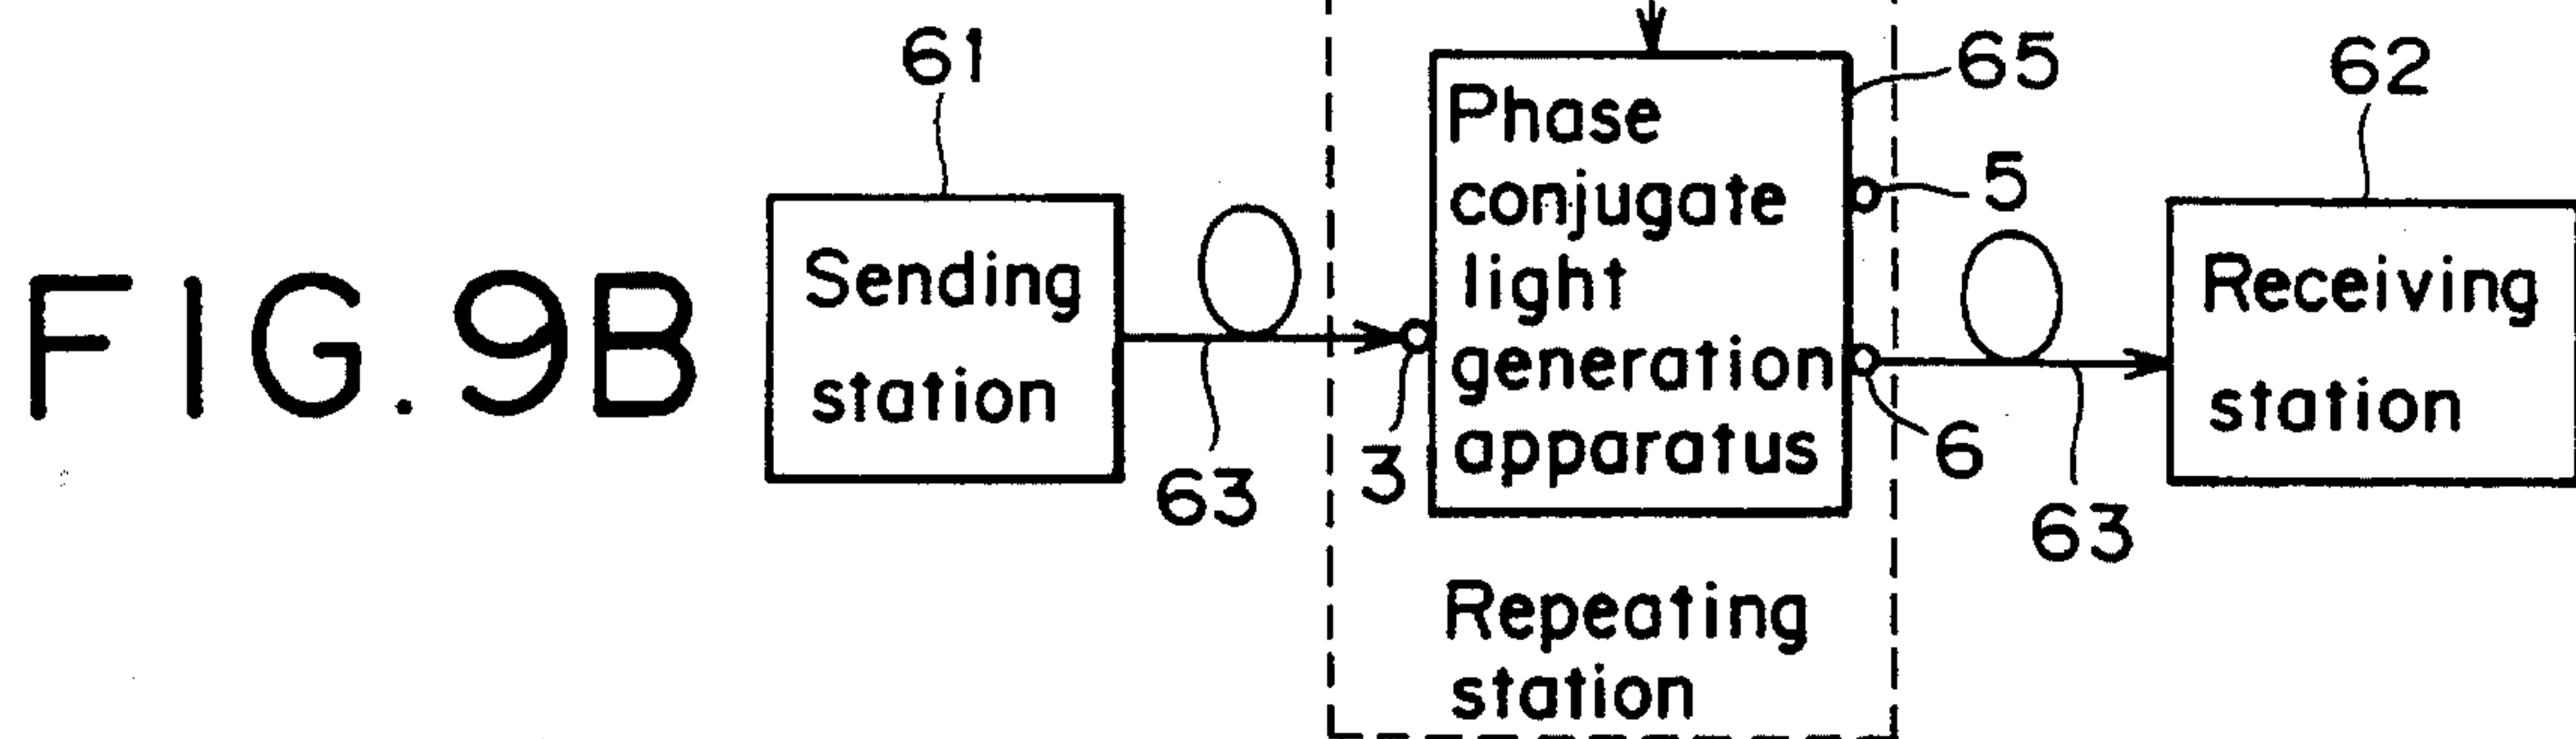 61
65
62
Phase
conjugate
light
generation
apparatus
5
Sending
station
Receiving
station
FIG. 9B
3
6
63
63
Repeating
station